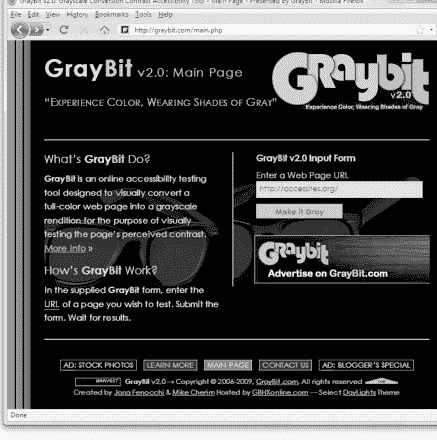 GrayBit v2.0: Grayscale Conversion Contrast Accessibility Tool - Main Page - Presented by GrayBit - Mozilla Firefox
File Edit View History Bookmarks Tools Help
http://graybit.com/main.php
GrayBit v2.0: Main Page
"Experience Color, Wearing Shades of Gray"
Graybit
v2.0
Experience Color, Wearing Shades of Gray
What's GrayBit Do?
GrayBit is an online accessibility testing
tool designed to visually convert a
full-color web page into a grayscale
rendition for the purpose of visually
testing the page's perceived contrast.
More Info »
How's GrayBit Work?
In the supplied GrayBit form, enter the
URL of a page you wish to test. Submit the
form. Wait for results.
GrayBit v2.0 Input Form
Enter a Web Page URL
http://accessites.org/
Make it Gray
Graybit
Advertise on GrayBit.com
AD: STOCK PHOTOS LEARN MORE MAIN PAGE CONTACT US AD: BLOGGER'S SPECIAL
GRAYBIT GrayBit v2.0 → Copyright © 2006-2009, GrayBit.com. All rights reserved
Created by Jona Fenocchi & Mike Cherim Hosted by GBHXonline.com — Select DayLights Theme
Done